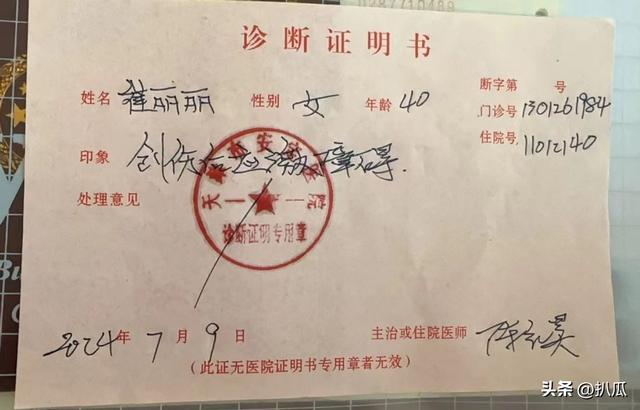 诊断证明书
断字第 号
姓名 崔丽丽 性别 女 年龄 40 门诊号 1301261984
住院号 11012140
印象 创伤后应激障碍.
处理意见
诊断证明专用章
2024年7月9日 主治或住院医师
(此证无医院证明书专用章者无效)
头条 @扒瓜